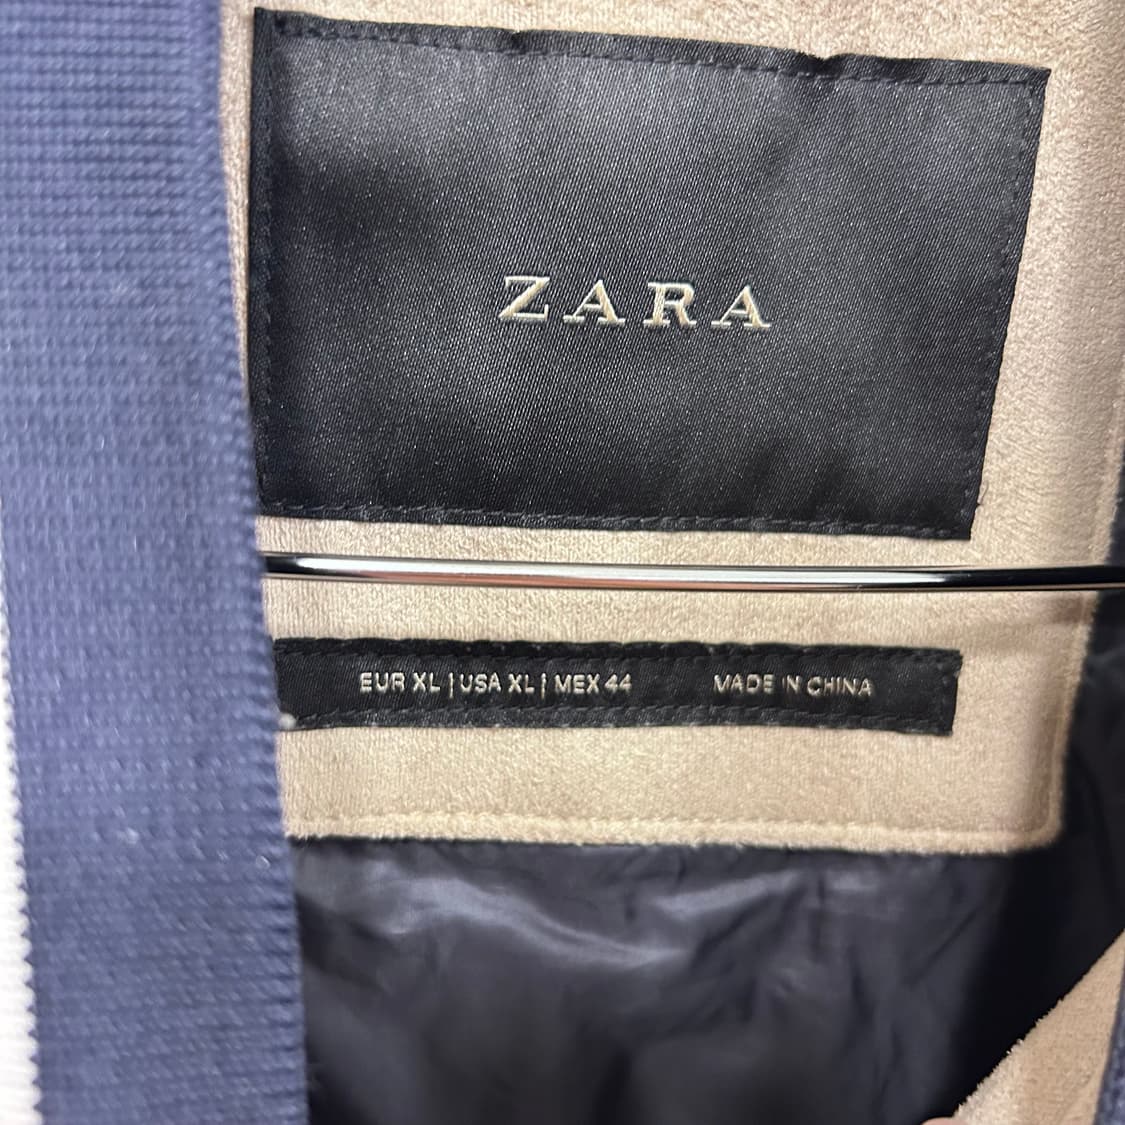 ZARA
EUR XL | USA XL | MEX 44 MADE IN CHINA